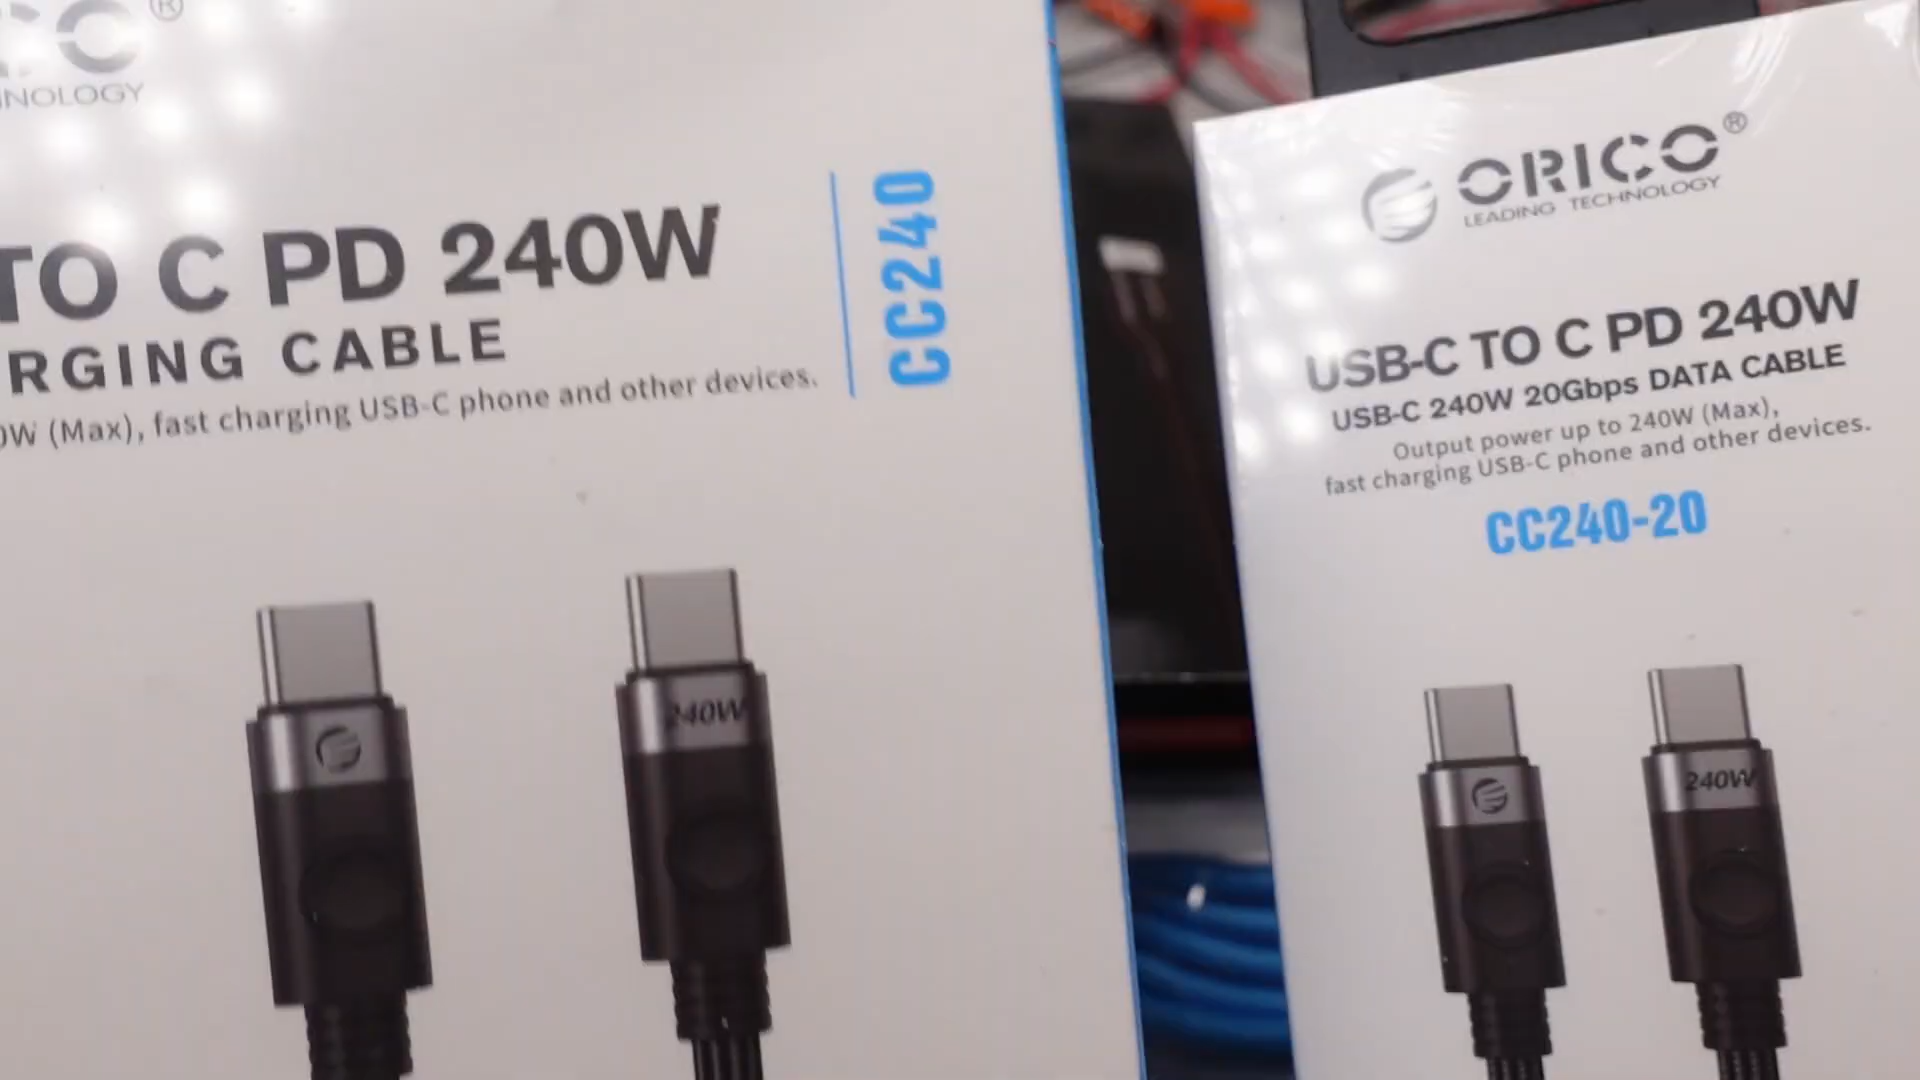 ®
NOLOGY
TO C PD 240W
RGING CABLE
0W (Max), fast charging USB-C phone and other devices.
CC240
240W
ORICO®
LEADING TECHNOLOGY
USB-C TO C PD 240W
USB-C 240W 20Gbps DATA CABLE
Output power up to 240W (Max),
fast charging USB-C phone and other devices.
CC240-20
240W